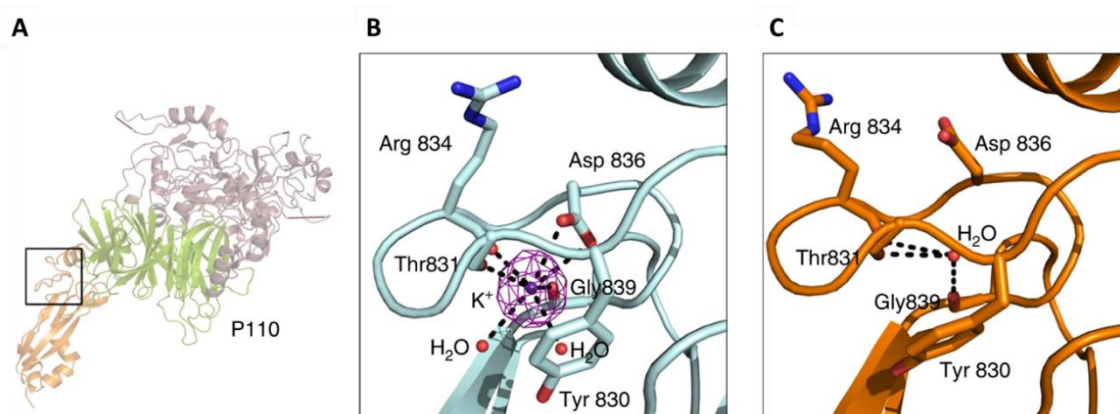 A
P110
B
Arg 834
Asp 836
Thr831
K+
Gly839
H2O
H2O
Tyr 830
C
Arg 834
Asp 836
H2O
Thr831
Gly839
Tyr 830